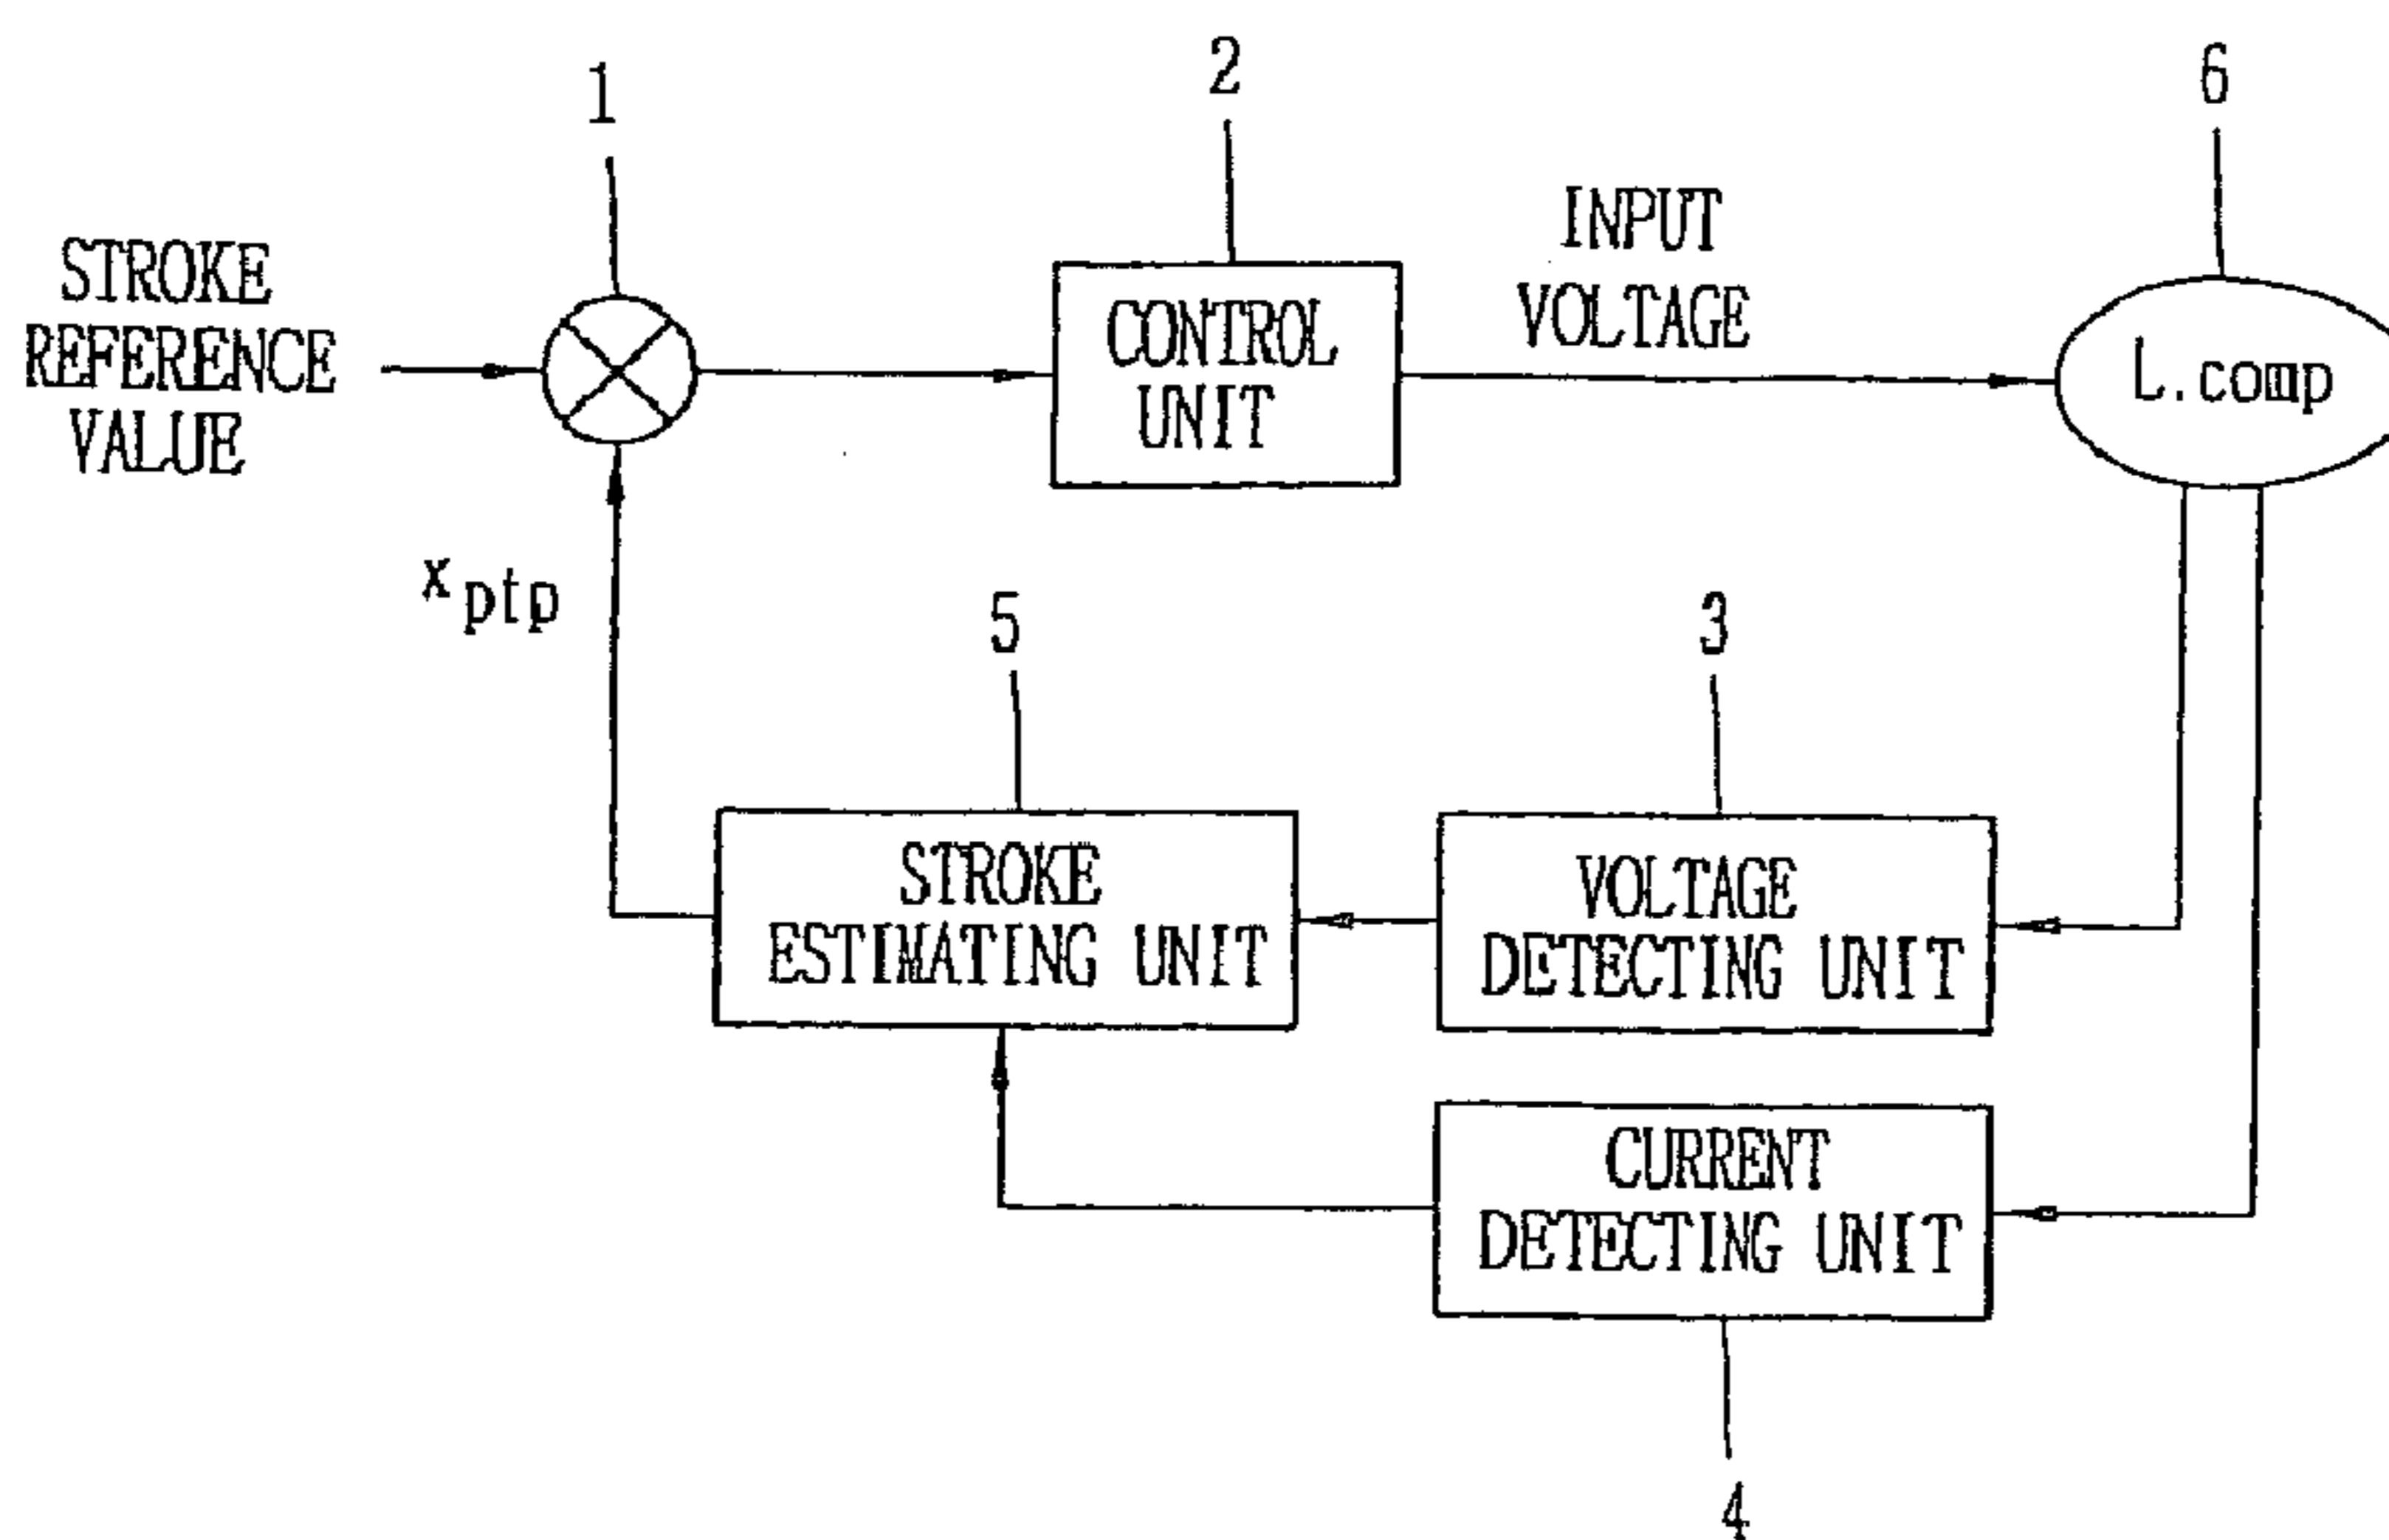 1
2
6
STROKE
REFERENCE
VALUE
CONTROL
UNIT
INPUT
VOLTAGE
L.comp
xptp
5
3
STROKE
ESTIMATING UNIT
VOLTAGE
DETECTING UNIT
CURRENT
DETECTING UNIT
4